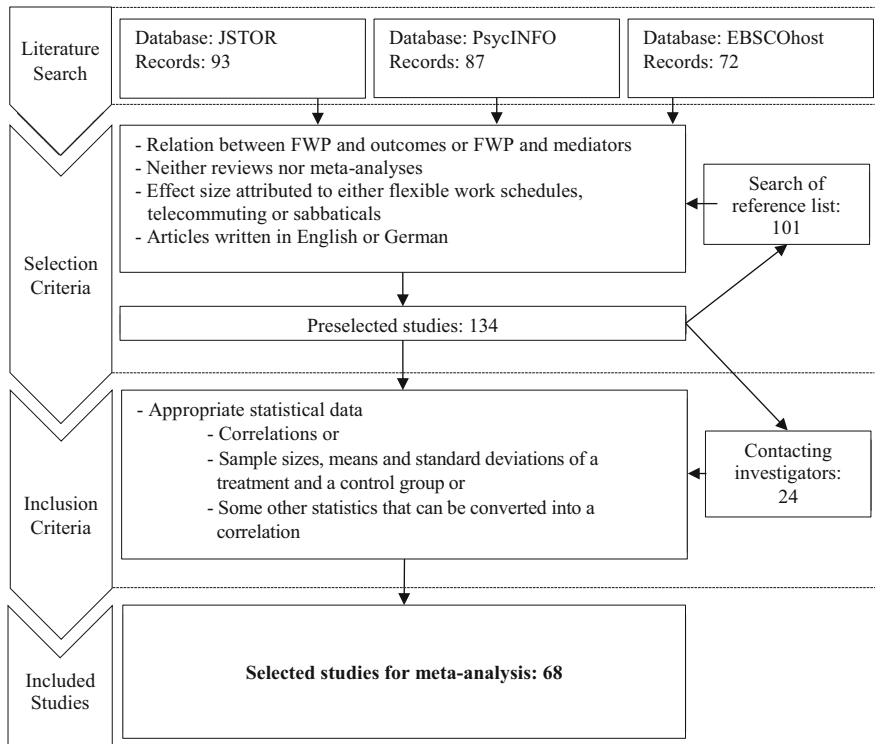 Literature
Search
Database: JSTOR
Records: 93
Database: PsycINFO
Records: 87
Database: EBSCOhost
Records: 72
Selection
Criteria
- Relation between FWP and outcomes or FWP and mediators
- Neither reviews nor meta-analyses
- Effect size attributed to either flexible work schedules,
telecommuting or sabbaticals
- Articles written in English or German
Search of
reference list:
101
Preselected studies: 134
Inclusion
Criteria
- Appropriate statistical data
- Correlations or
- Sample sizes, means and standard deviations of a
treatment and a control group or
- Some other statistics that can be converted into a
correlation
Contacting
investigators:
24
Included
Studies
Selected studies for meta-analysis: 68